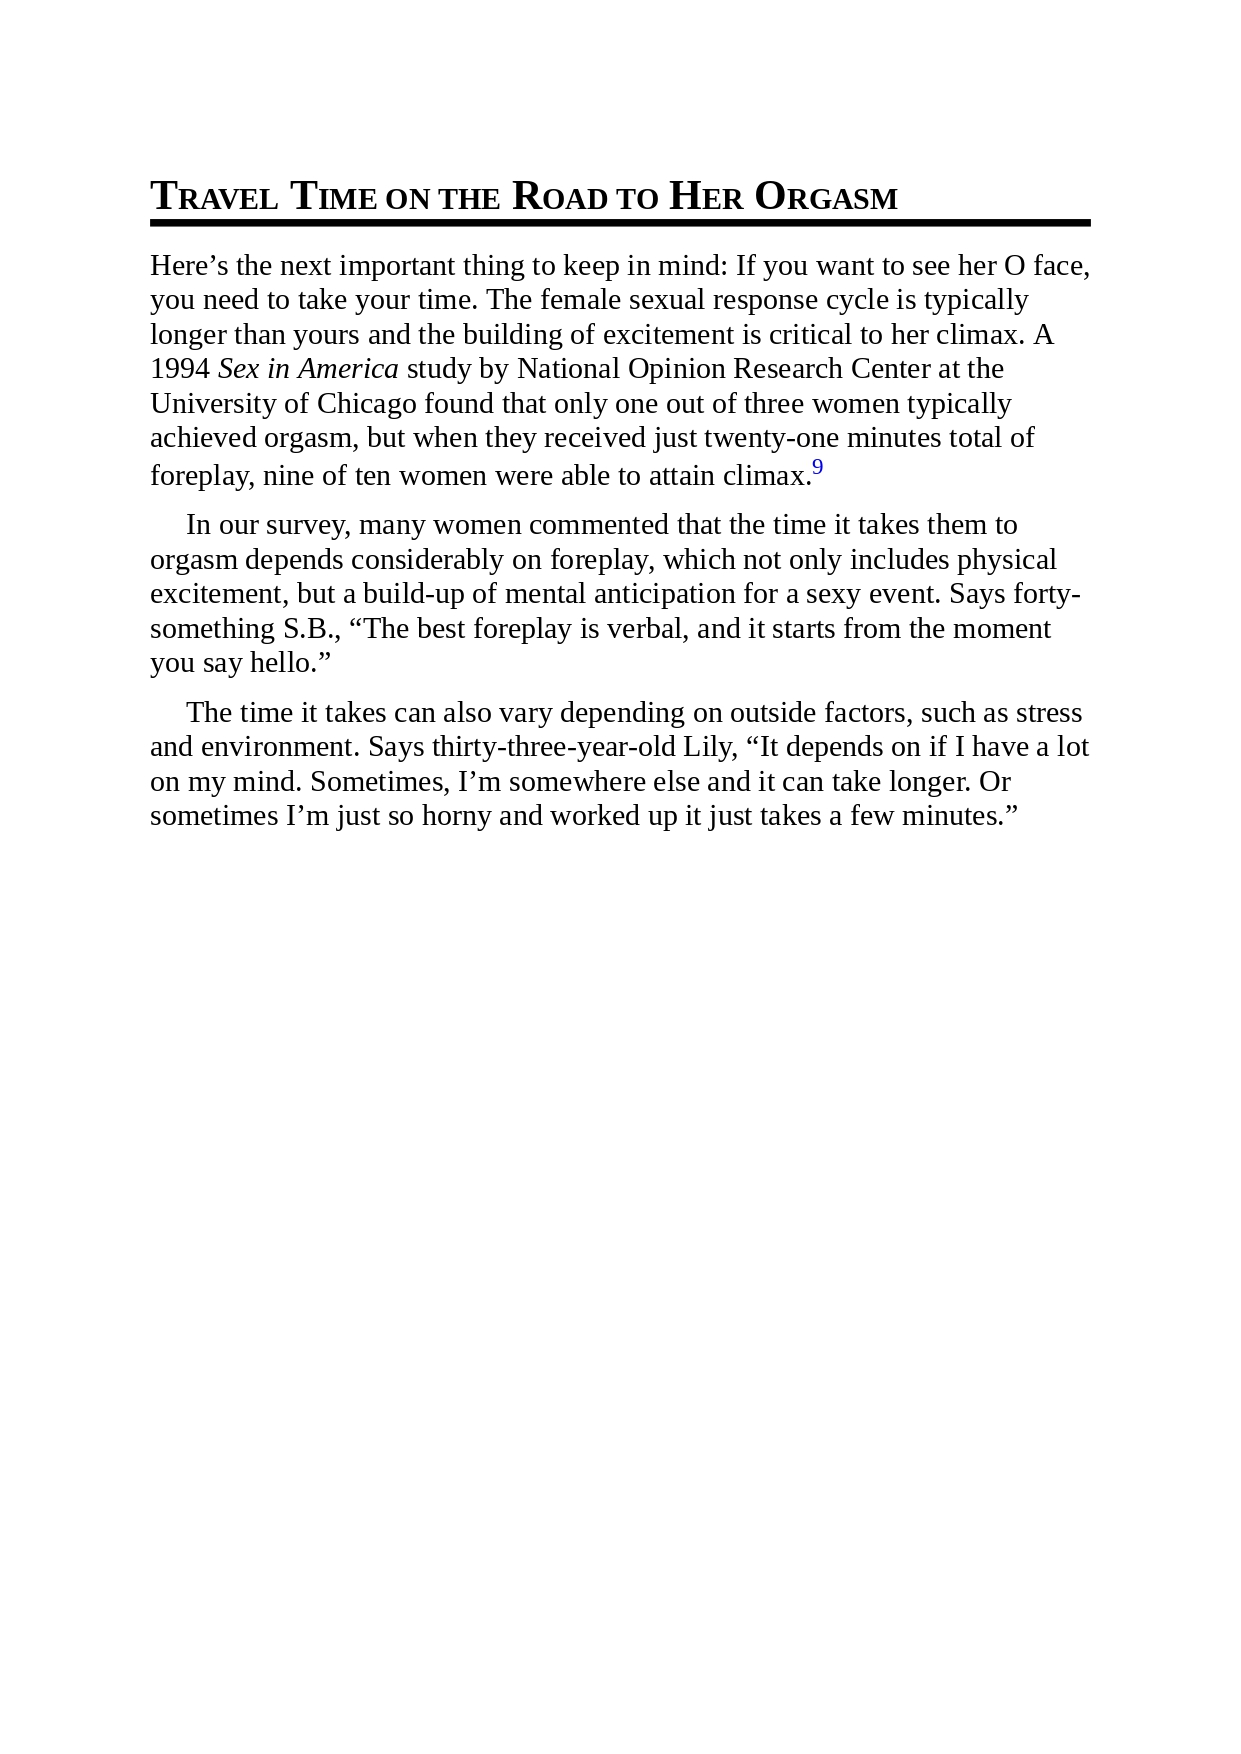 Travel Time on the Road to Her Orgasm
Here’s the next important thing to keep in mind: If you want to see her O face,
you need to take your time. The female sexual response cycle is typically
longer than yours and the building of excitement is critical to her climax. A
1994 Sex in America study by National Opinion Research Center at the
University of Chicago found that only one out of three women typically
achieved orgasm, but when they received just twenty-one minutes total of
foreplay, nine of ten women were able to attain climax.9
In our survey, many women commented that the time it takes them to
orgasm depends considerably on foreplay, which not only includes physical
excitement, but a build-up of mental anticipation for a sexy event. Says forty-
something S.B., “The best foreplay is verbal, and it starts from the moment
you say hello.”
The time it takes can also vary depending on outside factors, such as stress
and environment. Says thirty-three-year-old Lily, “It depends on if I have a lot
on my mind. Sometimes, I’m somewhere else and it can take longer. Or
sometimes I’m just so horny and worked up it just takes a few minutes.”